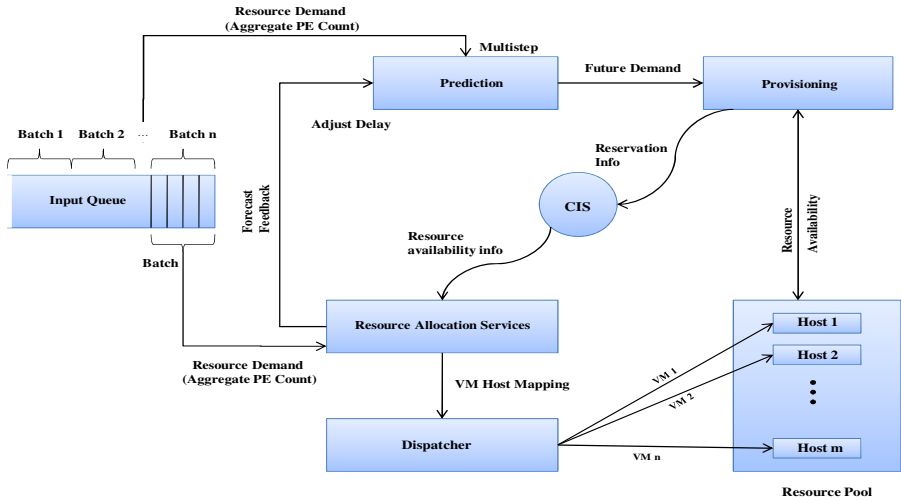 Resource Demand
(Aggregate PE Count)
Multistep
Prediction
Future Demand
Provisioning
Adjust Delay
Batch 1
Batch 2
...
Batch n
Input Queue
Batch
Forecast
Feedback
Reservation
Info
CIS
Resource
availability info
Resource
Availability
Resource Allocation Services
Resource Demand
(Aggregate PE Count)
VM Host Mapping
Dispatcher
VM 1
VM 2
VM n
Host 1
Host 2
Host m
Resource Pool